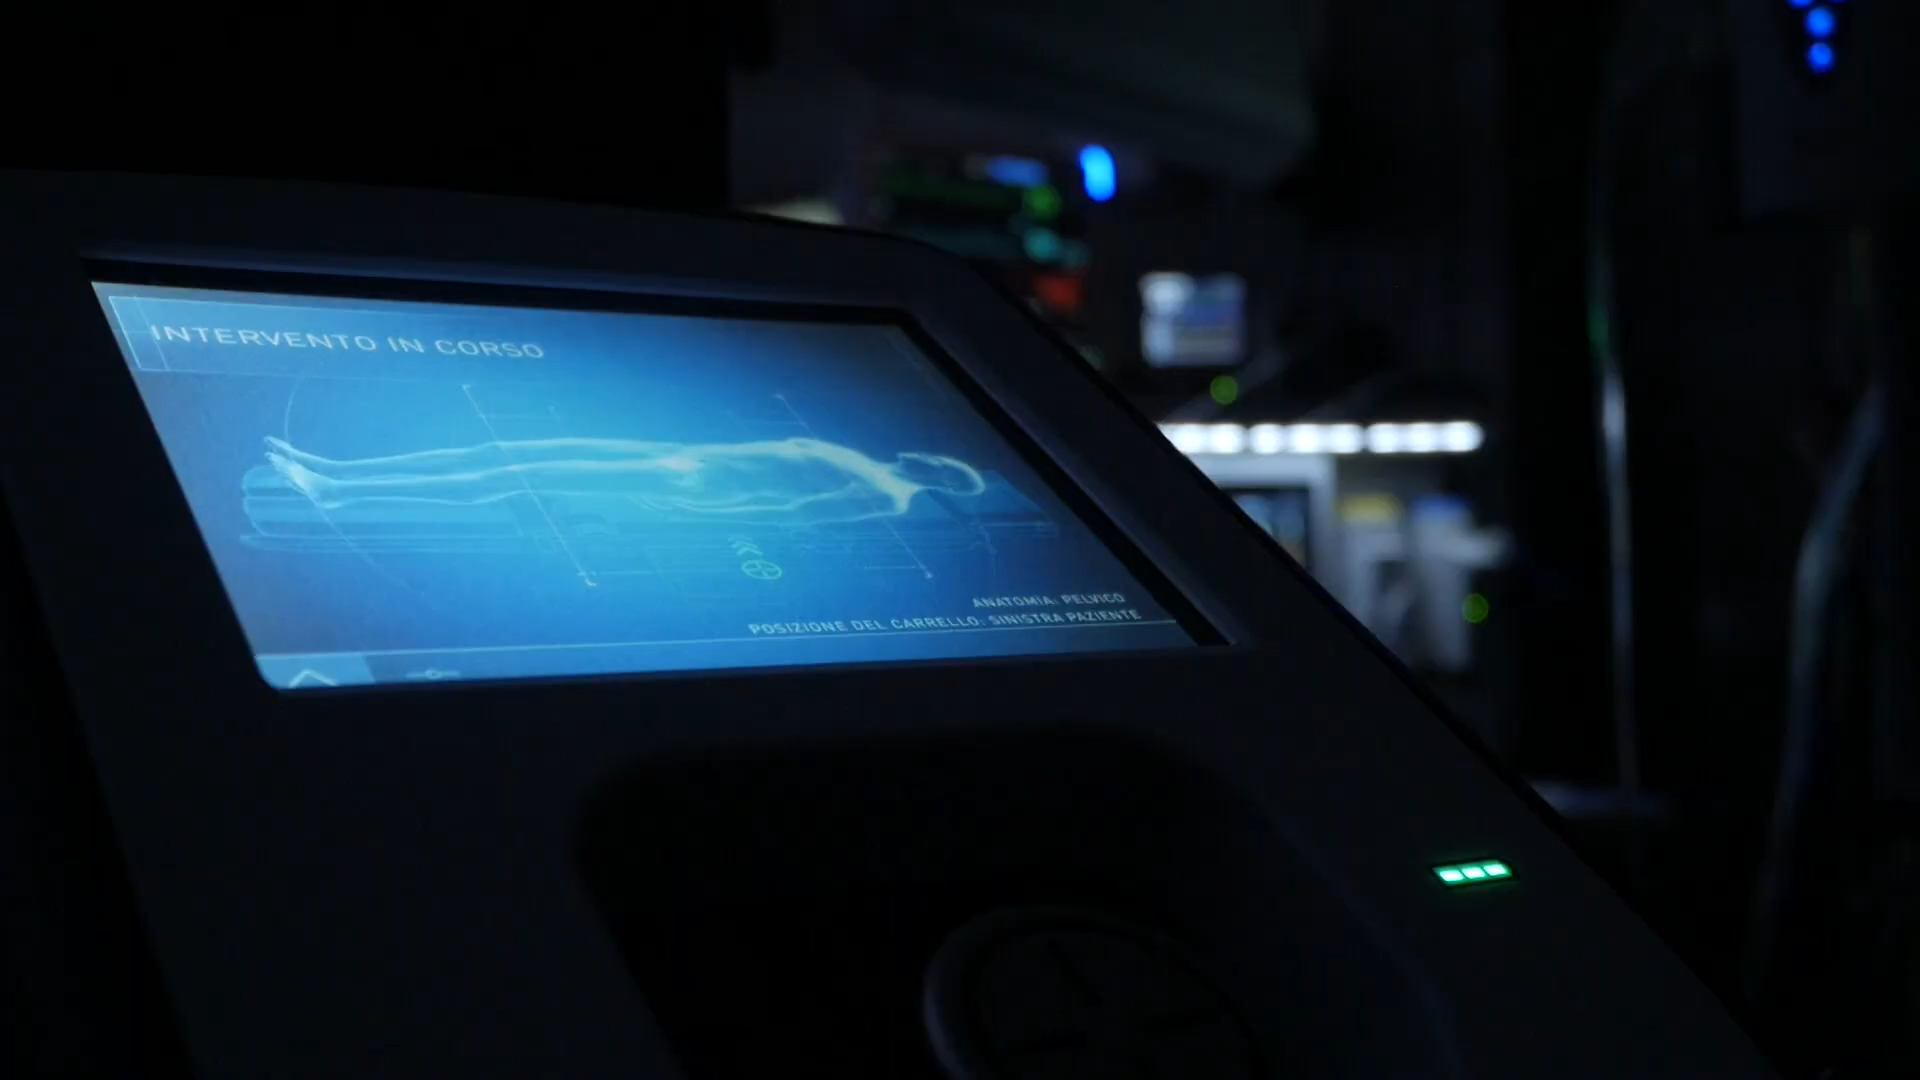 INTERVENTO IN CORSO
ANATOMIA: PELVICO
POSIZIONE DEL CARRELLO: SINISTRA PAZIENTE